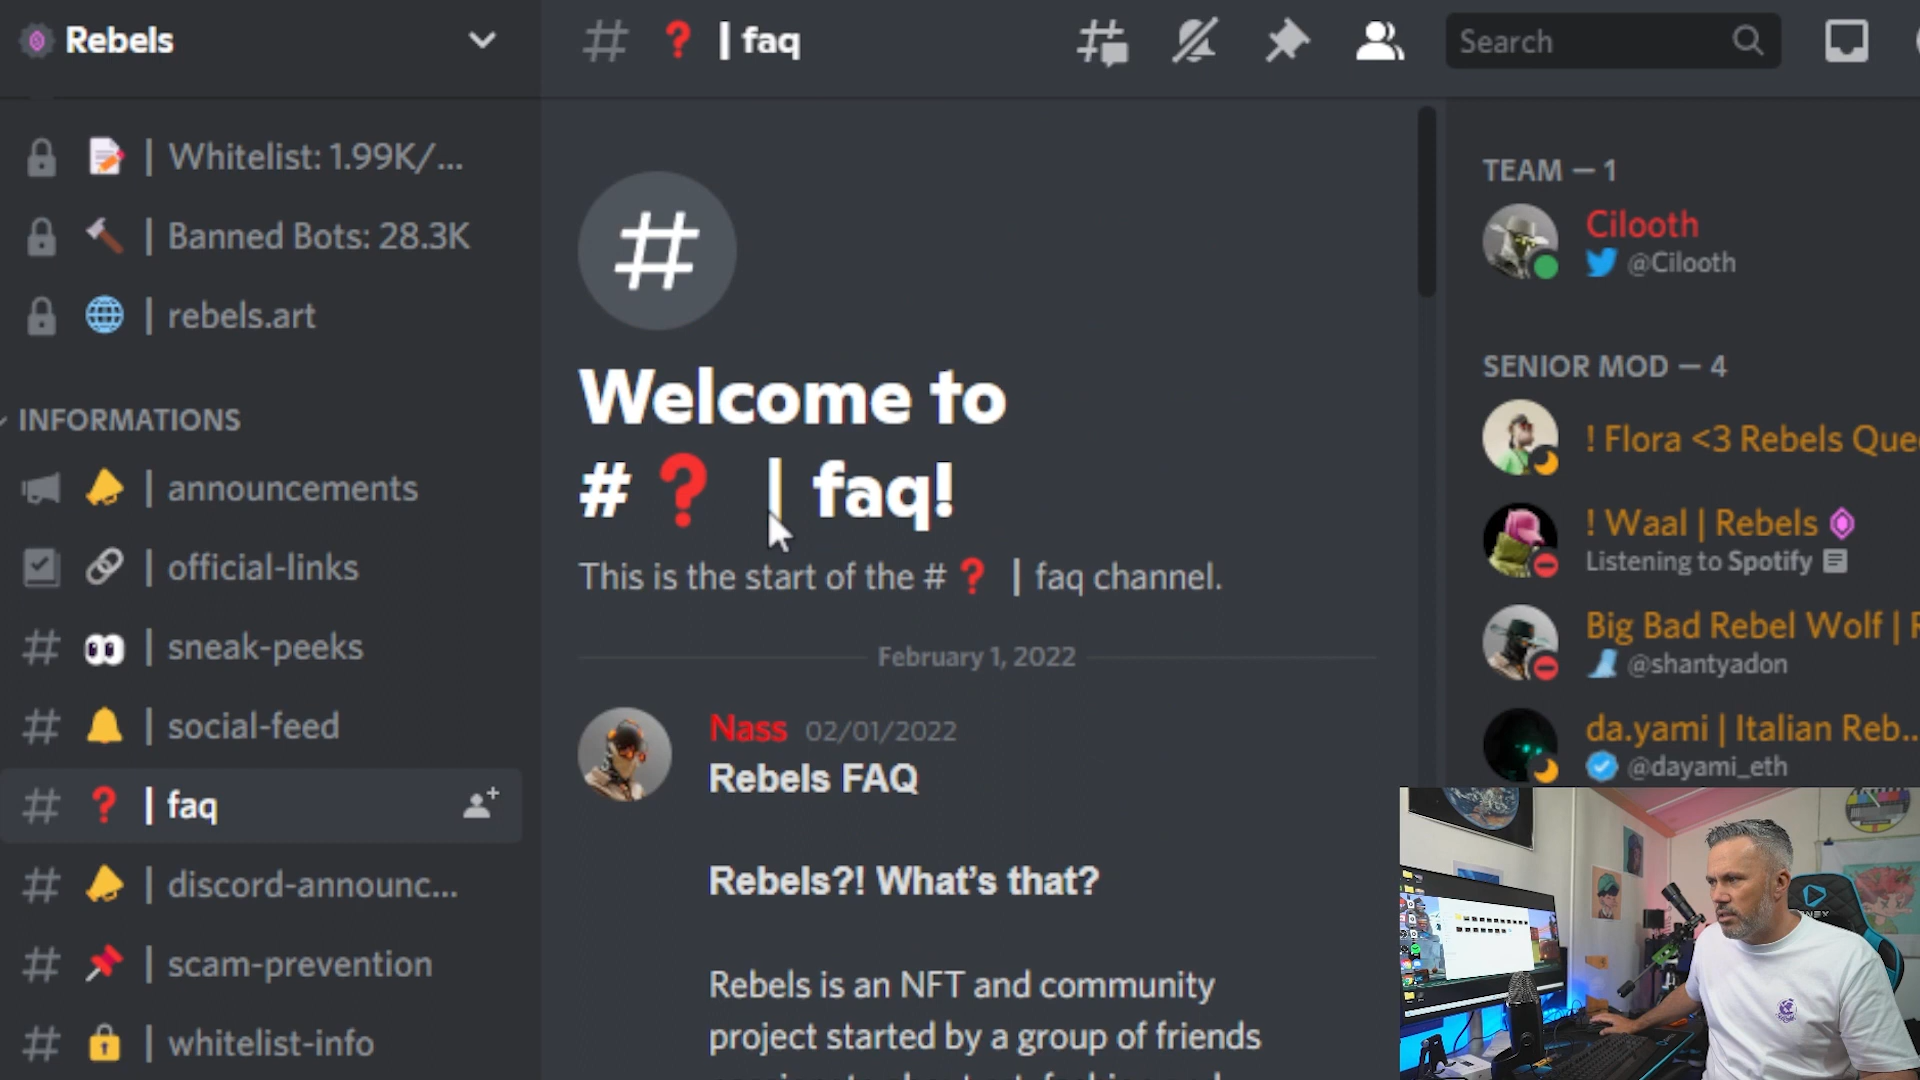 Rebels
| Whitelist: 1.99K/...
| Banned Bots: 28.3K
| rebels.art
INFORMATIONS
| announcements
| official-links
| sneak-peeks
| social-feed
| faq
| discord-announc...
| scam-prevention
| whitelist-info
# ❓ | faq
Search
Welcome to
# ❓ | faq!
This is the start of the # ❓ | faq channel.
February 1, 2022
Nass 02/01/2022
Rebels FAQ
Rebels?! What's that?
Rebels is an NFT and community
project started by a group of friends
TEAM — 1
Cilooth
@Cilooth
SENIOR MOD — 4
! Flora <3 Rebels Que
! Waal | Rebels
Listening to Spotify
Big Bad Rebel Wolf |
@shantyadon
da.yami | Italian Reb...
@dayami_eth